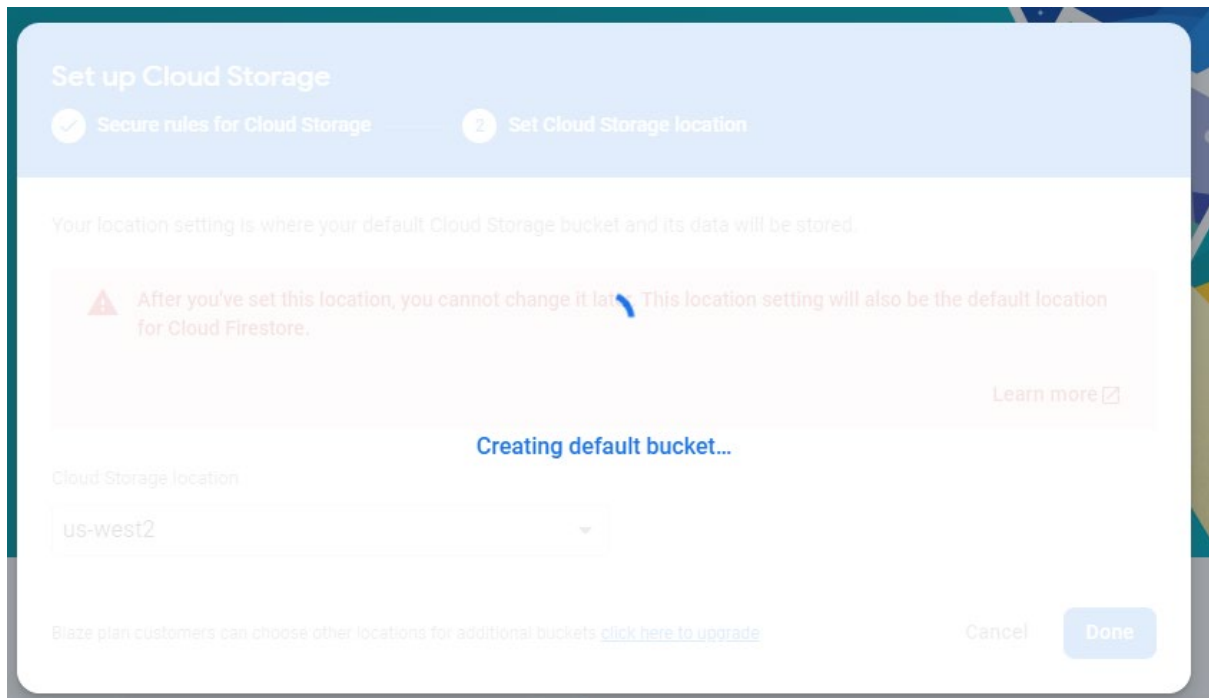 Set up Cloud Storage
Secure rules for Cloud Storage
2 Set Cloud Storage location
Your location setting is where your default Cloud Storage bucket and its data will be stored.
After you've set this location, you cannot change it later. This location setting will also be the default location
for Cloud Firestore.
Learn more
Creating default bucket...
Cloud Storage location
us-west2
Blaze plan customers can choose other locations for additional buckets click here to upgrade
Cancel
Done